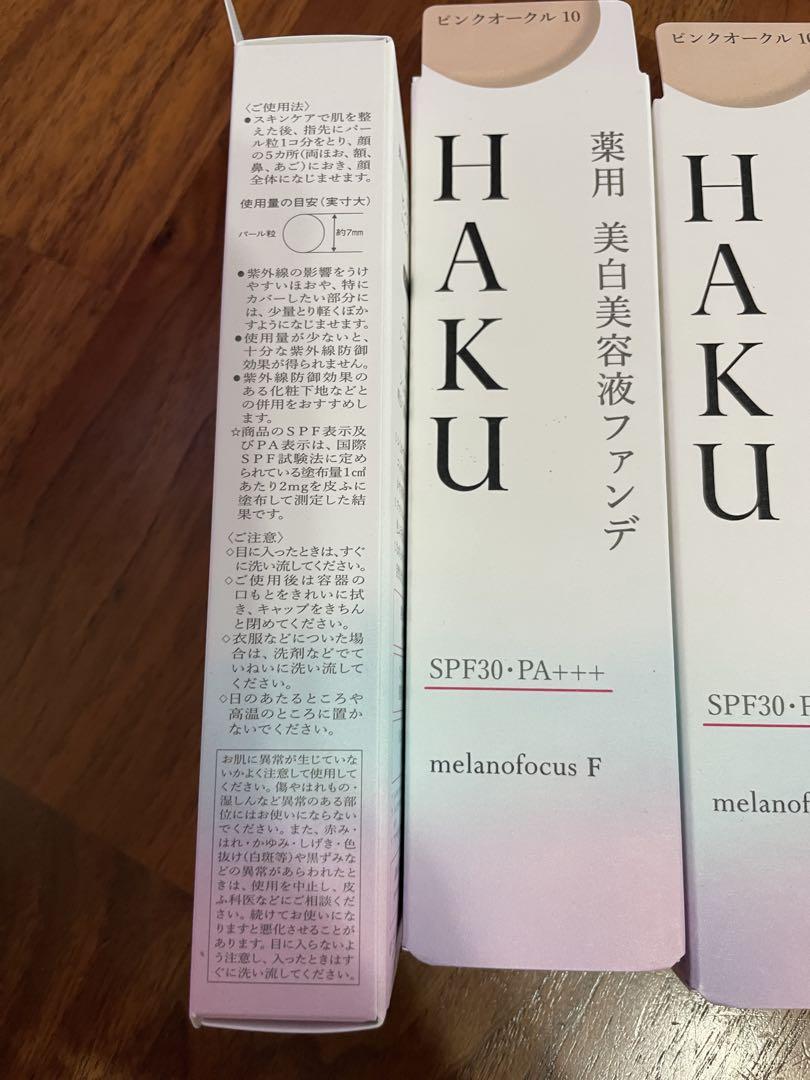 〈ご使用法〉
●スキンケアで肌を整
えた後、指先にパー
ル粒1コ分をとり、顔
の5カ所(両ほお、額、
鼻、あご)におき、顔
全体になじませます。
使用量の目安(実寸大)
パール粒 約7mm
●紫外線の影響をうけ
やすいほおや、特に
カバーしたい部分に
は、少量とり軽くぼか
すようになじませます。
●使用量が少ないと、
十分な紫外線防御
効果が得られません。
●紫外線防御効果の
ある化粧下地などと
の併用をおすすめし
ます。
☆商品のSPF表示及
びPA表示は、国際
SPF試験法に定め
られている塗布量1c㎡
あたり2mgを皮ふに
塗布して測定した結
果です。
〈ご注意〉
◇目に入ったときは、すぐ
に洗い流してください。
◇ご使用後は容器の
口もとをきれいに拭
き、キャップをきちん
と閉めてください。
◇衣服などについた場
合は、洗剤などでて
いねいに洗い流して
ください。
◇日のあたるところや
高温のところに置か
ないでください。
お肌に異常が生じていな
いかよく注意して使用して
ください。傷やはれもの・
湿しんなど異常のある部
位にはお使いにならない
でください。また、赤み・
はれ・かゆみ・しげき・色
抜け(白斑等)や黒ずみな
どの異常があらわれたと
きは、使用を中止し、皮
ふ科医などにご相談くだ
さい。続けてお使いにな
りますと悪化させることが
あります。目に入らないよ
う注意し、入ったときはす
ぐに洗い流してください。
ピンクオークル 10
HAKU
薬用 美白美容液ファンデ
SPF30・PA+++
melanofocus F
ピンクオークル 10
HAKU
SPF30・P
melanof